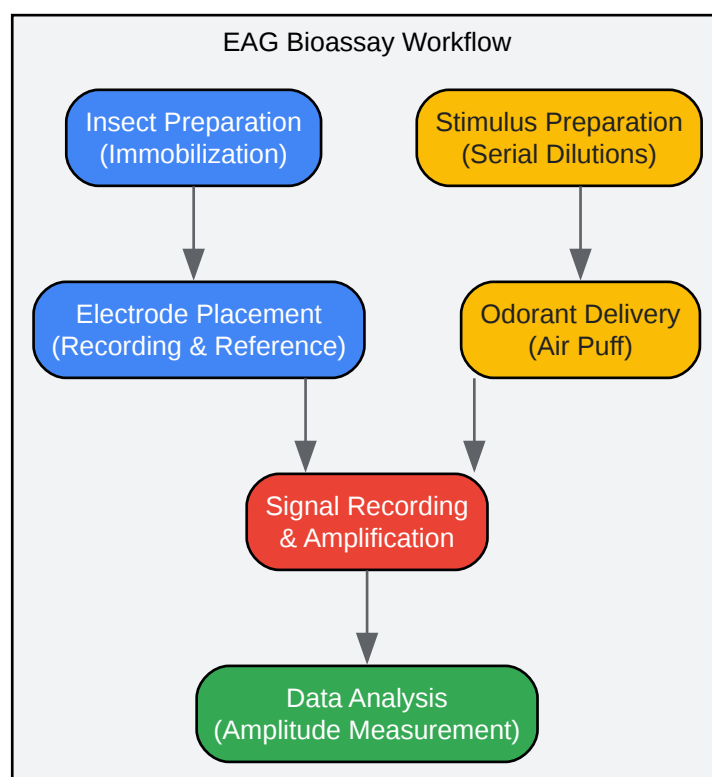 EAG Bioassay Workflow
Insect Preparation
(Immobilization)
Stimulus Preparation
(Serial Dilutions)
Electrode Placement
(Recording & Reference)
Odorant Delivery
(Air Puff)
Signal Recording
& Amplification
Data Analysis
(Amplitude Measurement)